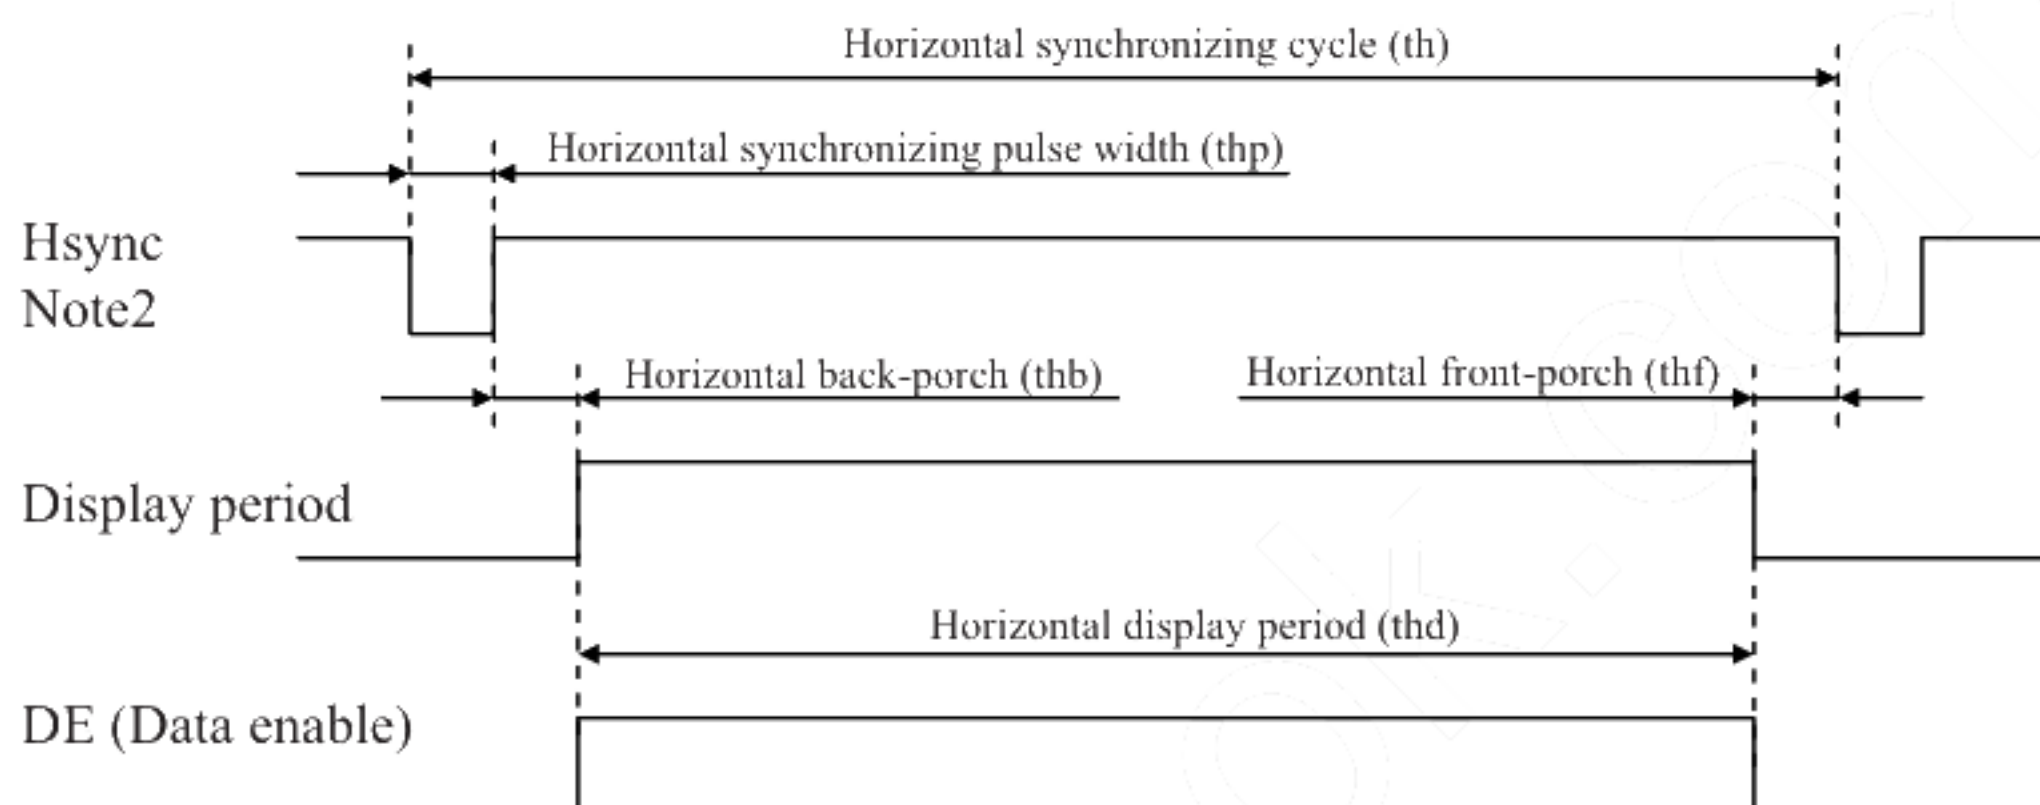 Horizontal synchronizing cycle (th)
Horizontal synchronizing pulse width (thp)
Hsync
Note2
Horizontal back-porch (thb)
Horizontal front-porch (thf)
Display period
Horizontal display period (thd)
DE (Data enable)